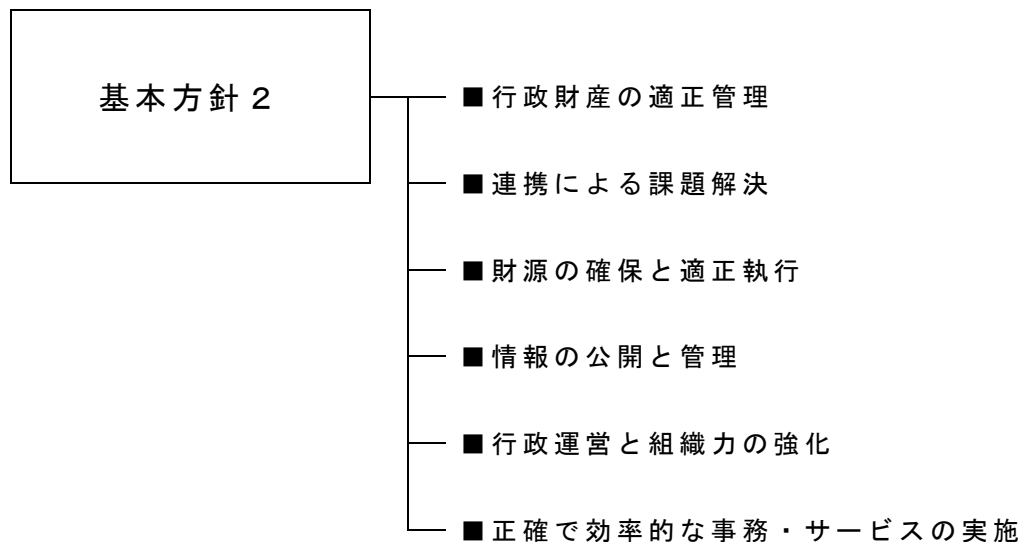 基本方針２
■行政財産の適正管理
■連携による課題解決
■財源の確保と適正執行
■情報の公開と管理
■行政運営と組織力の強化
■正確で効率的な事務・サービスの実施